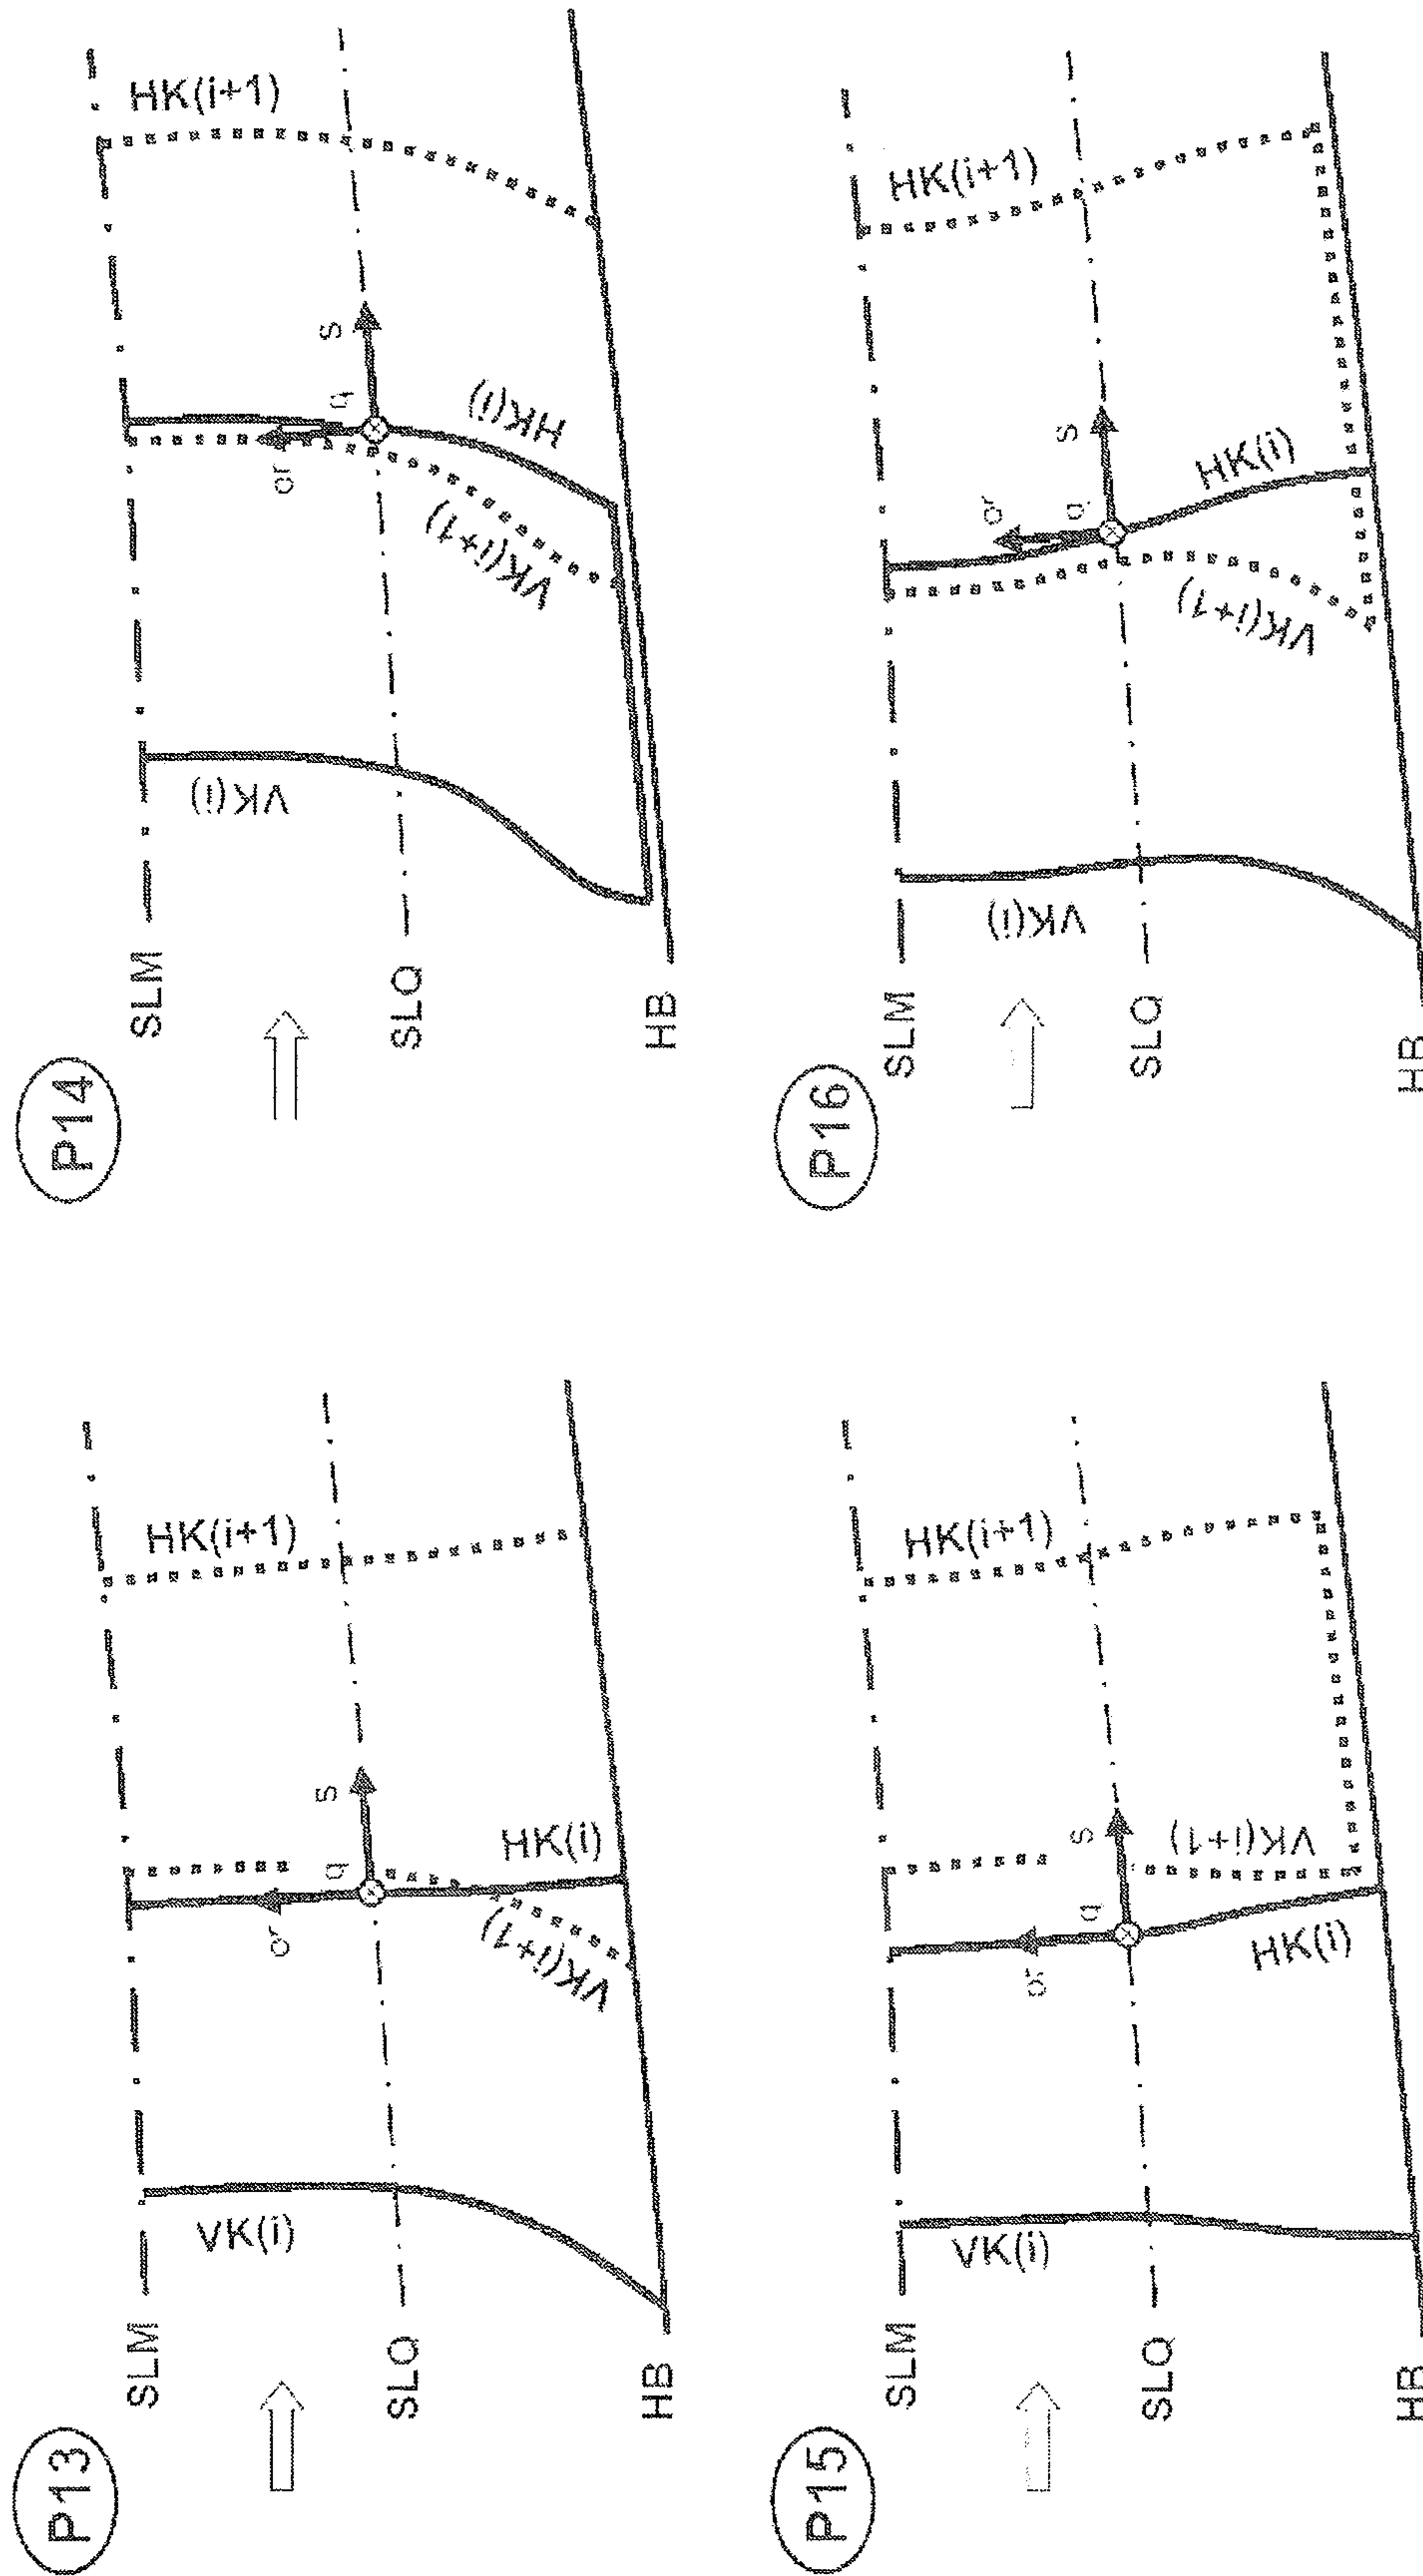 P13
SLM
SLQ
HB
VK(i)
HK(i)
VK(i+1)
HK(i+1)
or
q
s
P14
SLM
SLQ
HB
VK(i)
HK(i)
VK(i+1)
HK(i+1)
or
q
s
P15
SLM
SLQ
HB
VK(i)
HK(i)
VK(i+1)
HK(i+1)
or
q
s
P16
SLM
SLQ
HB
VK(i)
HK(i)
VK(i+1)
HK(i+1)
or
q
s